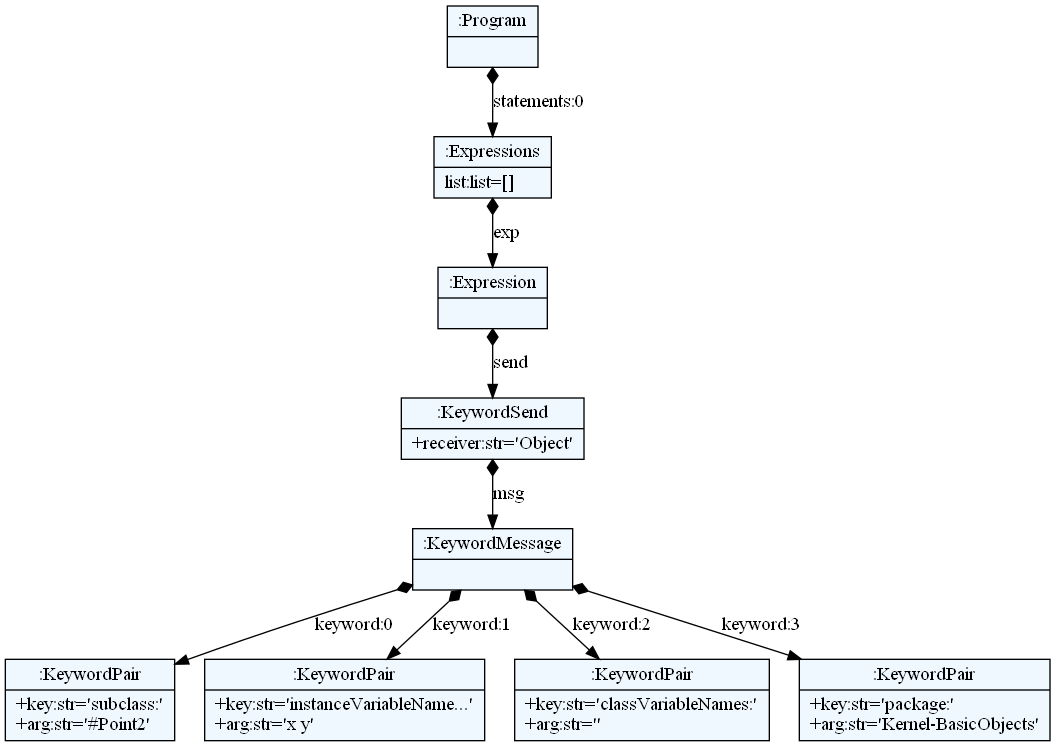 :Program
statements:0
:Expressions
list:list=[]
exp
:Expression
send
:KeywordSend
+receiver:str='Object'
msg
:KeywordMessage
keyword:0
keyword:1
keyword:2
keyword:3
:KeywordPair
+key:str='subclass:'
+arg:str='#Point2'
:KeywordPair
+key:str='instanceVariableName...'
+arg:str='x y'
:KeywordPair
+key:str='classVariableNames:'
+arg:str=''
:KeywordPair
+key:str='package:'
+arg:str='Kernel-BasicObjects'